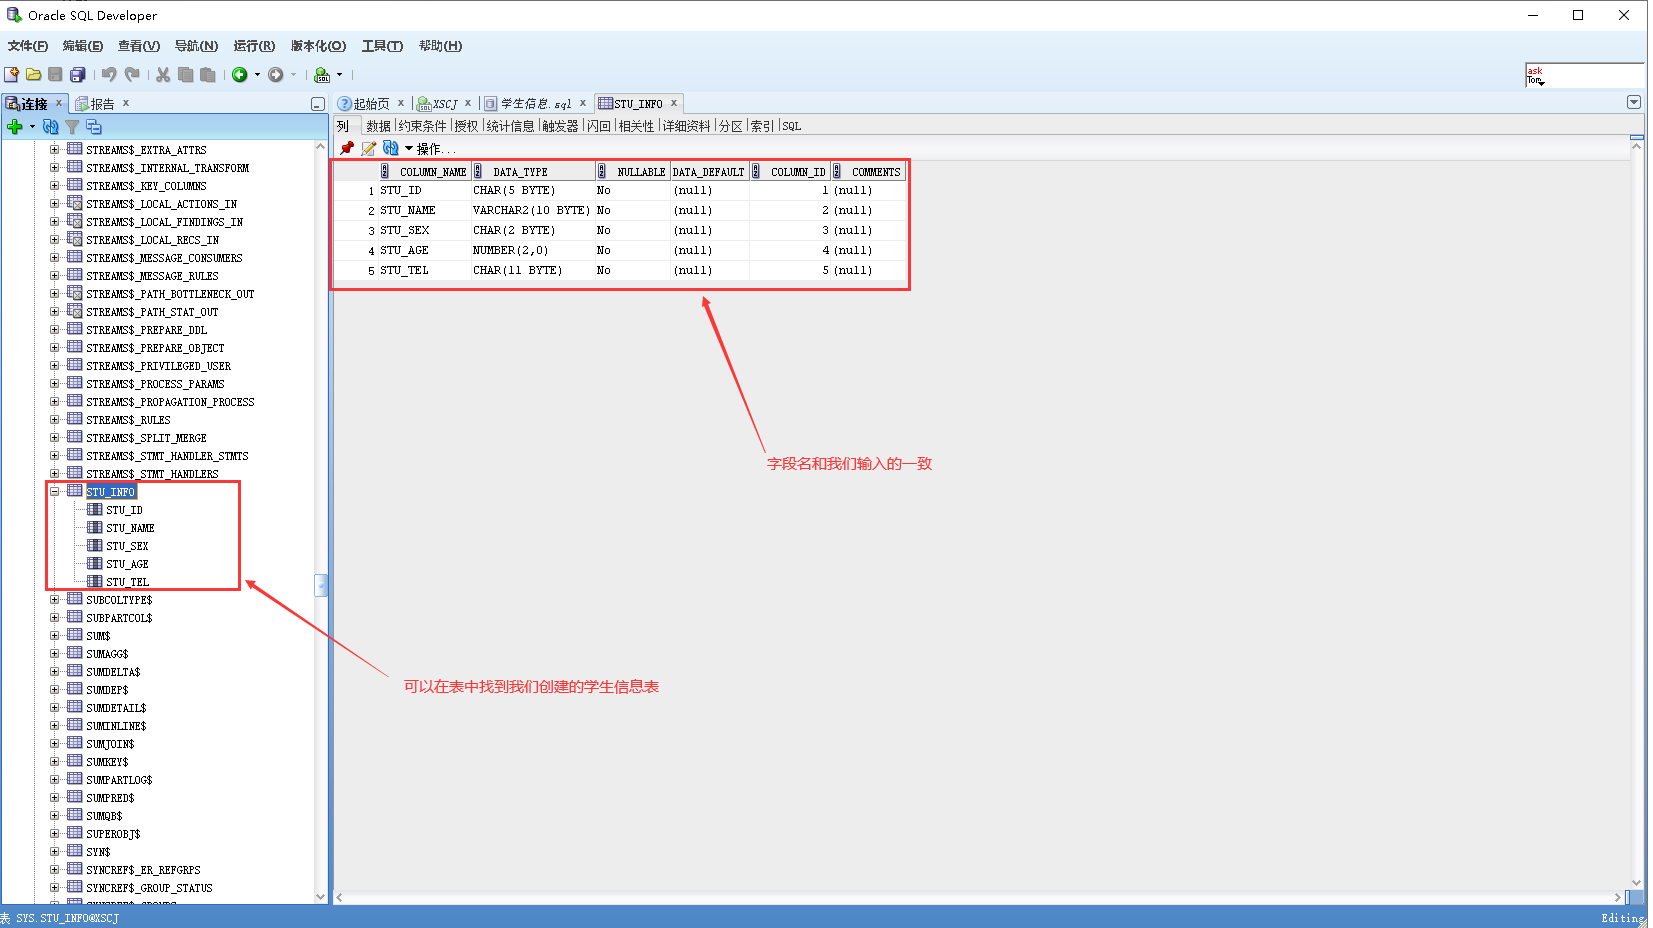 Oracle SQL Developer
文件(F) 编辑(E) 查看(V) 导航(N) 运行(R) 版本化(O) 工具(T) 帮助(H)
ask
Tom
连接 报告
起始页 XSCJ 学生信息.sql STU_INFO
列 数据 约束条件 授权 统计信息 触发器 闪回 相关性 详细资料 分区 索引 SQL
操作...
STREAMS$_EXTRA_ATTRS
STREAMS$_INTERNAL_TRANSFORM
STREAMS$_KEY_COLUMNS
STREAMS$_LOCAL_ACTIONS_IN
STREAMS$_LOCAL_FINDINGS_IN
STREAMS$_LOCAL_RECS_IN
STREAMS$_MESSAGE_CONSUMERS
STREAMS$_MESSAGE_RULES
STREAMS$_PATH_BOTTLENECK_OUT
STREAMS$_PATH_STAT_OUT
STREAMS$_PREPARE_DDL
STREAMS$_PREPARE_OBJECT
STREAMS$_PRIVILEGED_USER
STREAMS$_PROCESS_PARAMS
STREAMS$_PROPAGATION_PROCESS
STREAMS$_RULES
STREAMS$_SPLIT_MERGE
STREAMS$_STMT_HANDLER_STMTS
STREAMS$_STMT_HANDLERS
STU_INFO
STU_ID
STU_NAME
STU_SEX
STU_AGE
STU_TEL
SUBCOLTYPE$
SUBPARTCOL$
SUM$
SUMAGG$
SUMDELTA$
SUMDEP$
SUMDETAIL$
SUMINLINE$
SUMJOIN$
SUMKEY$
SUMPARTLOG$
SUMPRED$
SUMQB$
SUPEROBJ$
SYN$
SYNCREF$_ER_REFGRPS
SYNCREF$_GROUP_STATUS
COLUMN_NAME DATA_TYPE NULLABLE DATA_DEFAULT COLUMN_ID COMMENTS
1 STU_ID CHAR(5 BYTE) No (null) 1 (null)
2 STU_NAME VARCHAR2(10 BYTE) No (null) 2 (null)
3 STU_SEX CHAR(2 BYTE) No (null) 3 (null)
4 STU_AGE NUMBER(2,0) No (null) 4 (null)
5 STU_TEL CHAR(11 BYTE) No (null) 5 (null)
字段名和我们输入的一致
可以在表中找到我们创建的学生信息表
表 SYS.STU_INFO@XSCJ
Editing